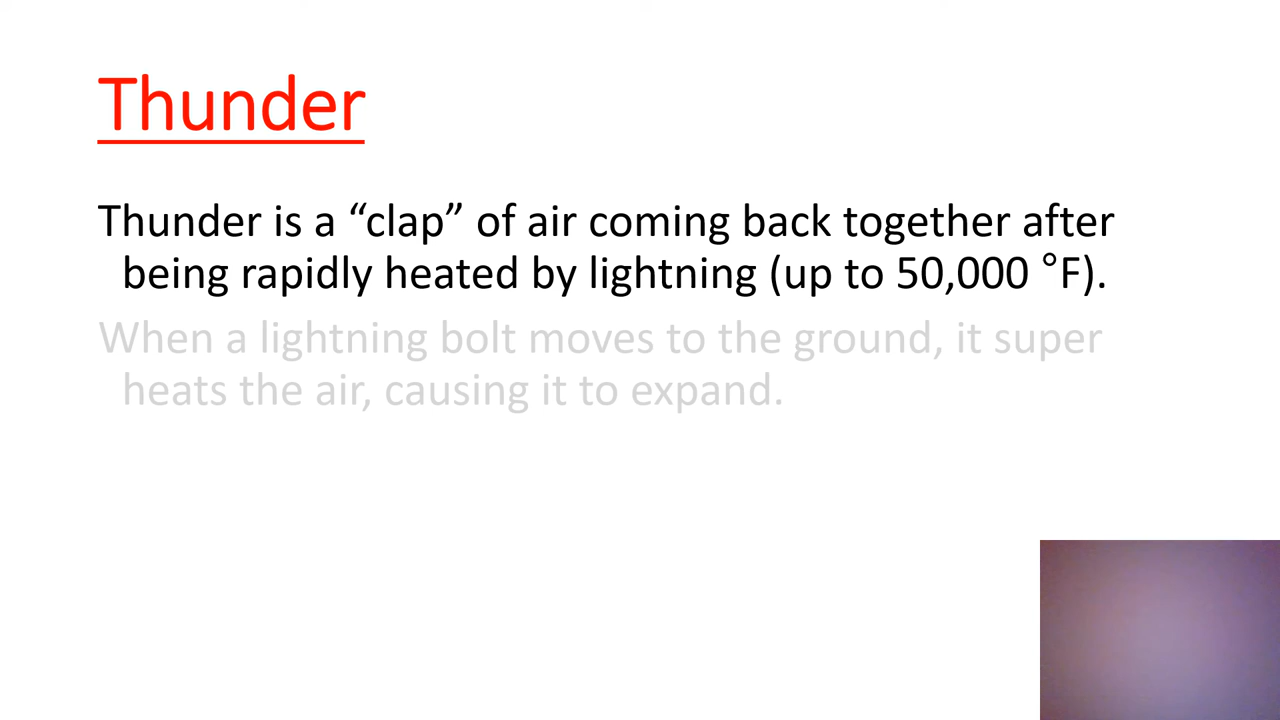 Thunder
Thunder is a “clap” of air coming back together after
being rapidly heated by lightning (up to 50,000 °F).
When a lightning bolt moves to the ground, it super
heats the air, causing it to expand.